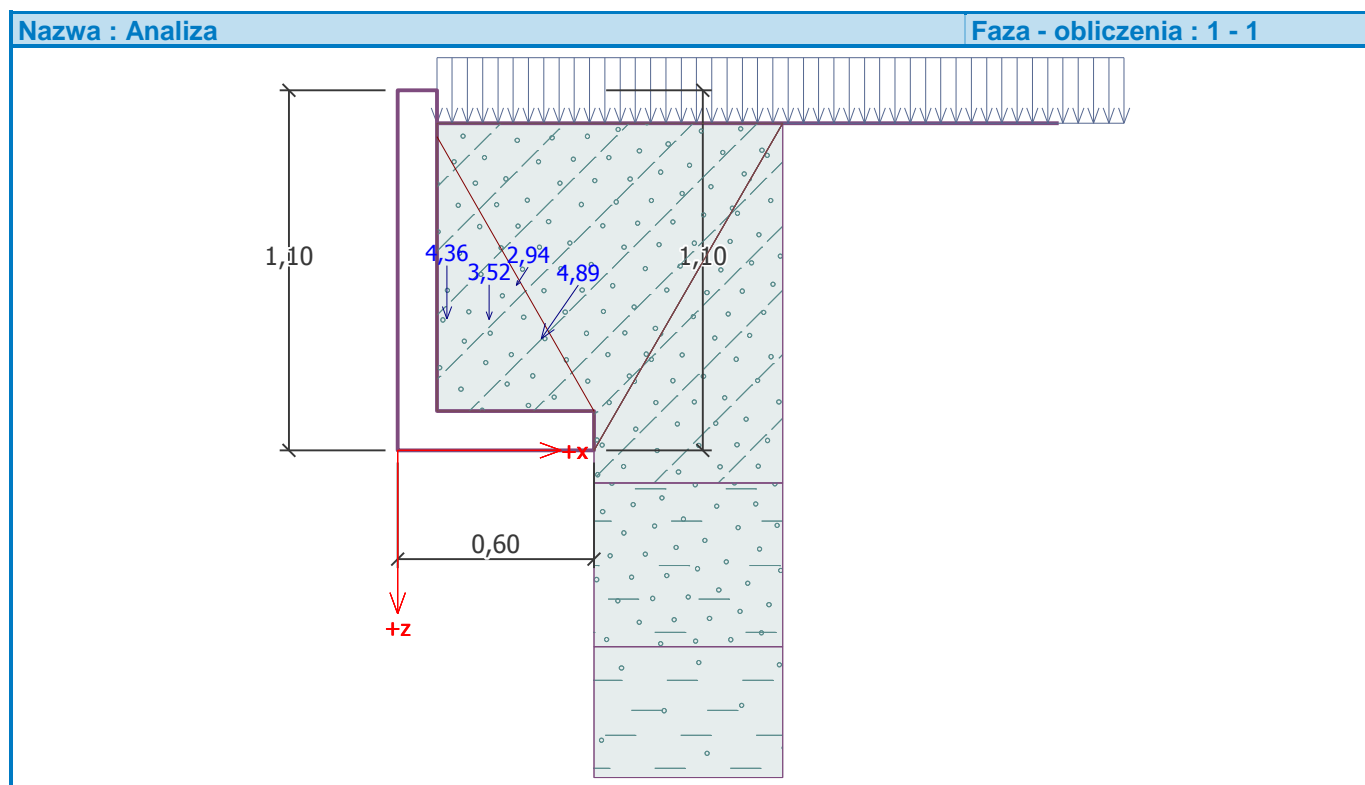 Nazwa : Analiza
Faza - obliczenia : 1 - 1
1,10
4,36
3,52
2,94
4,89
1,10
+x
0,60
+z